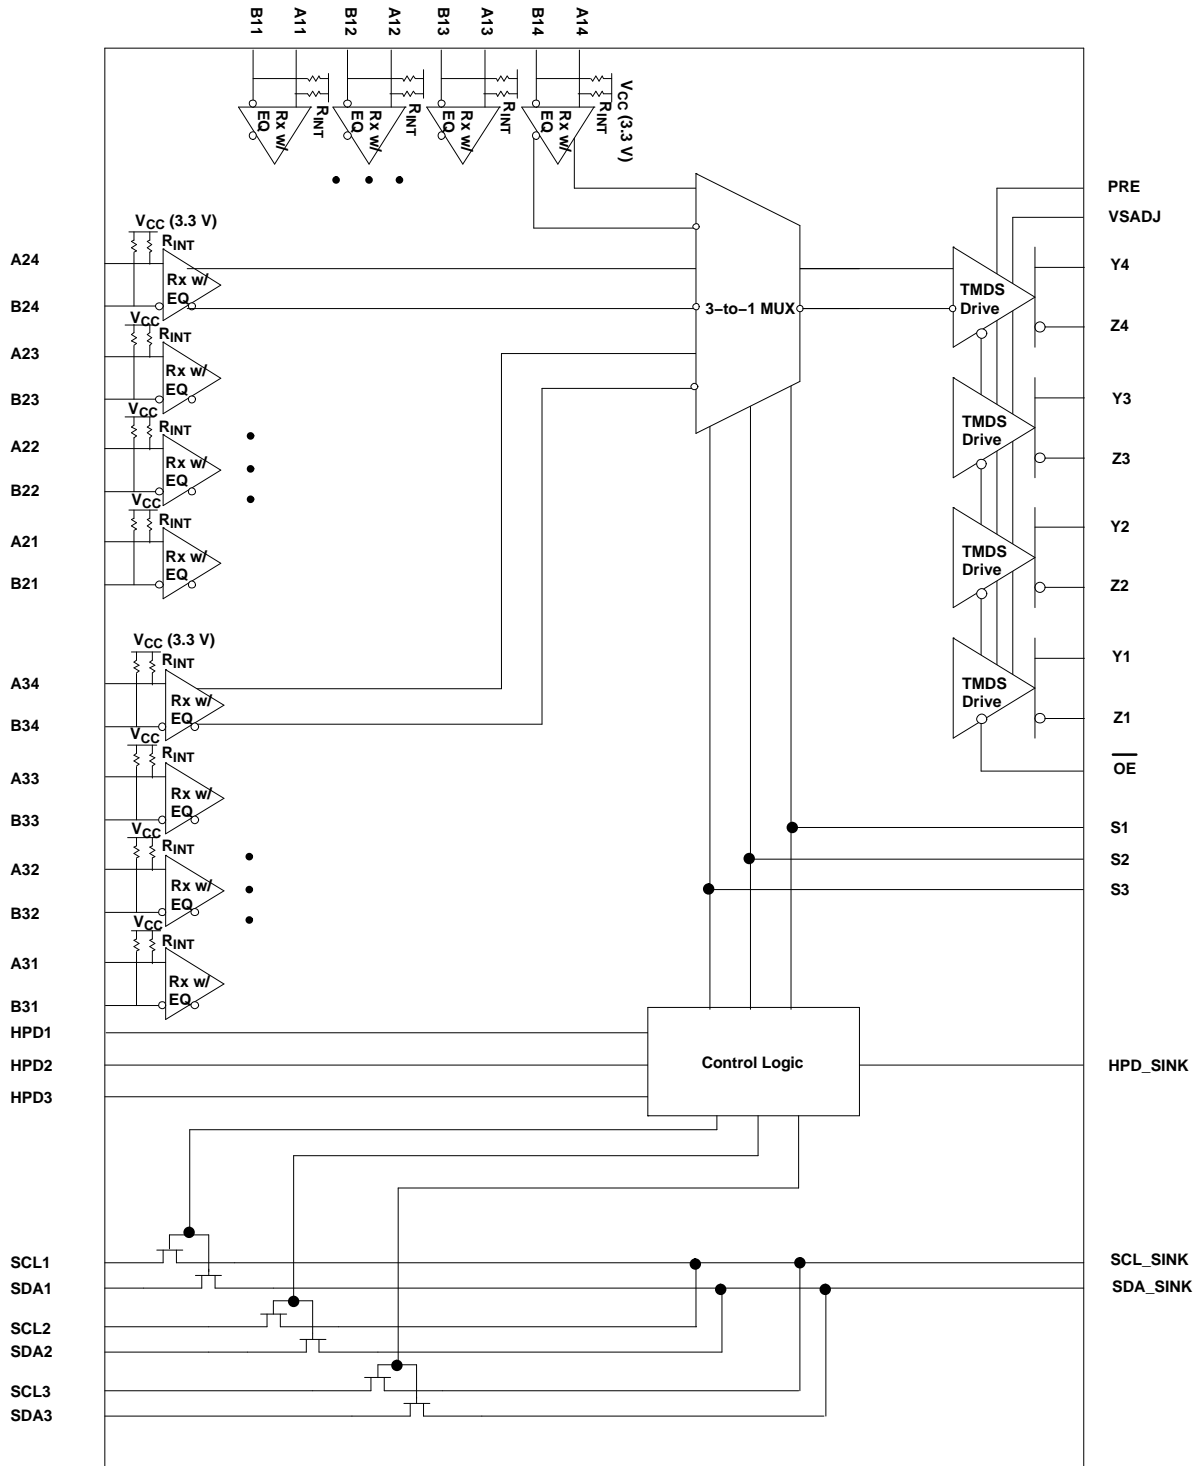 B11
A11
B12
A12
B13
A13
B14
A14
RINT
RINT
RINT
RINT
VCC (3.3 V)
Rx w/
EQ
Rx w/
EQ
Rx w/
EQ
Rx w/
EQ
VCC (3.3 V)
RINT
A24
Rx w/
EQ
B24
VCC
RINT
A23
Rx w/
EQ
B23
VCC
RINT
A22
Rx w/
EQ
B22
VCC
RINT
A21
Rx w/
EQ
B21
VCC (3.3 V)
RINT
A34
Rx w/
EQ
B34
VCC
RINT
A33
Rx w/
EQ
B33
VCC
RINT
A32
Rx w/
EQ
B32
VCC
RINT
A31
Rx w/
EQ
B31
HPD1
HPD2
HPD3
3–to–1 MUX
Control Logic
PRE
VSADJ
TMDS
Drive
Y4
Z4
TMDS
Drive
Y3
Z3
TMDS
Drive
Y2
Z2
TMDS
Drive
Y1
Z1
OE
S1
S2
S3
HPD_SINK
SCL1
SDA1
SCL2
SDA2
SCL3
SDA3
SCL_SINK
SDA_SINK